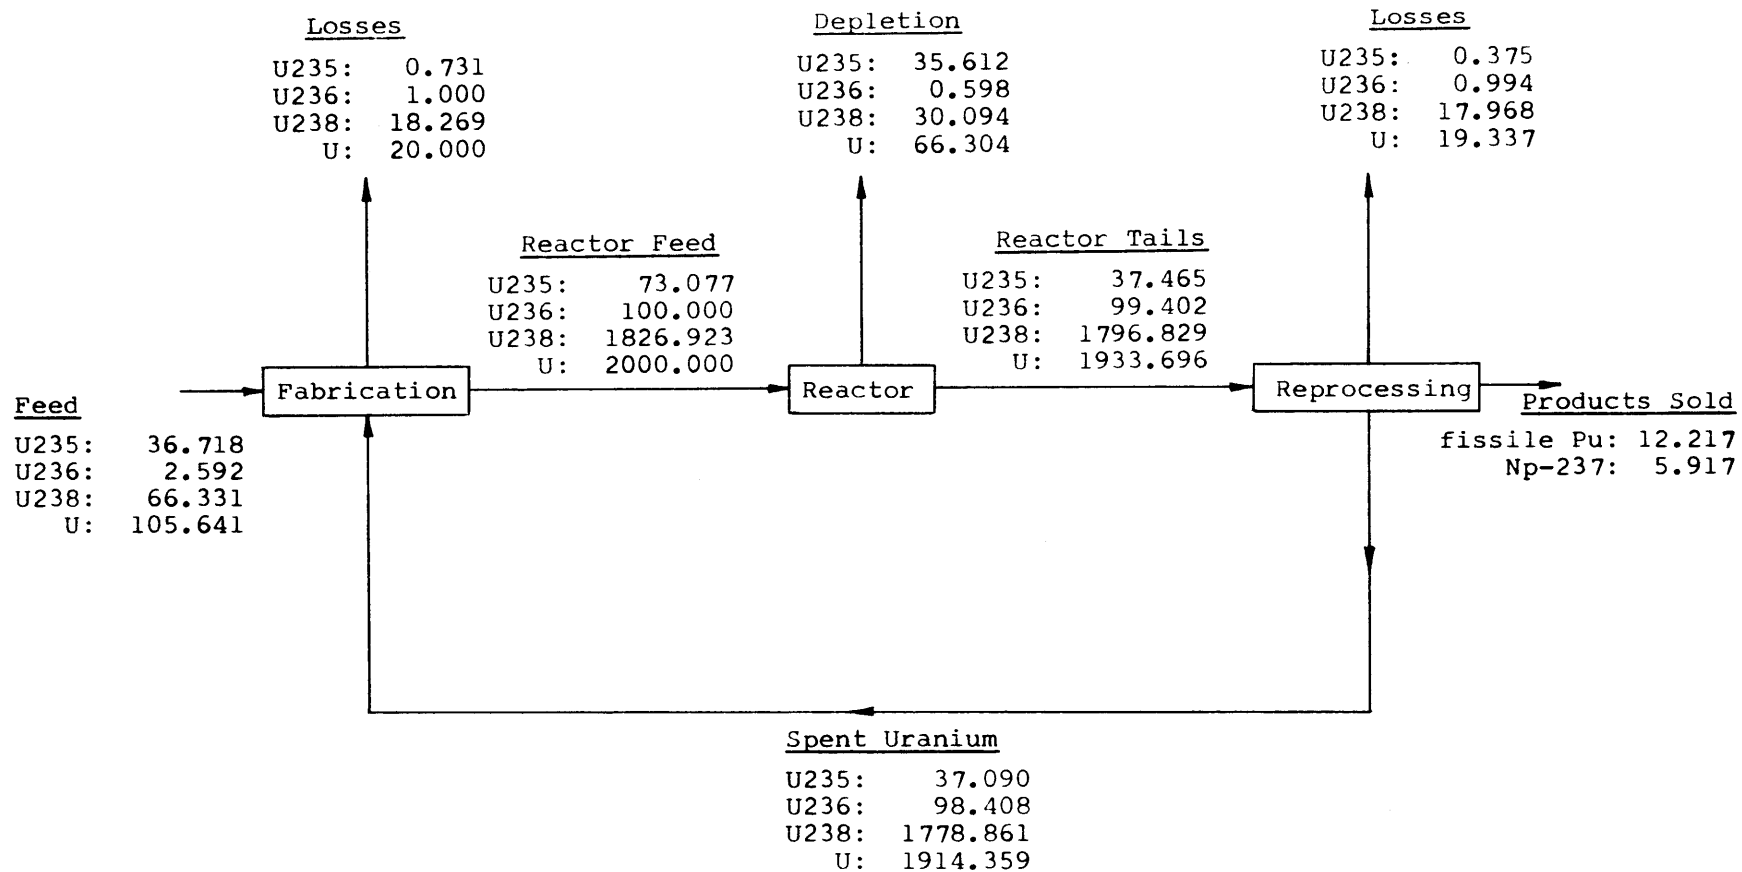 Losses
U235: 0.731
U236: 1.000
U238: 18.269
U: 20.000
Depletion
U235: 35.612
U236: 0.598
U238: 30.094
U: 66.304
Losses
U235: 0.375
U236: 0.994
U238: 17.968
U: 19.337
Reactor Feed
U235: 73.077
U236: 100.000
U238: 1826.923
U: 2000.000
Reactor Tails
U235: 37.465
U236: 99.402
U238: 1796.829
U: 1933.696
Fabrication
Reactor
Reprocessing
Feed
U235: 36.718
U236: 2.592
U238: 66.331
U: 105.641
Products Sold
fissile Pu: 12.217
Np-237: 5.917
Spent Uranium
U235: 37.090
U236: 98.408
U238: 1778.861
U: 1914.359